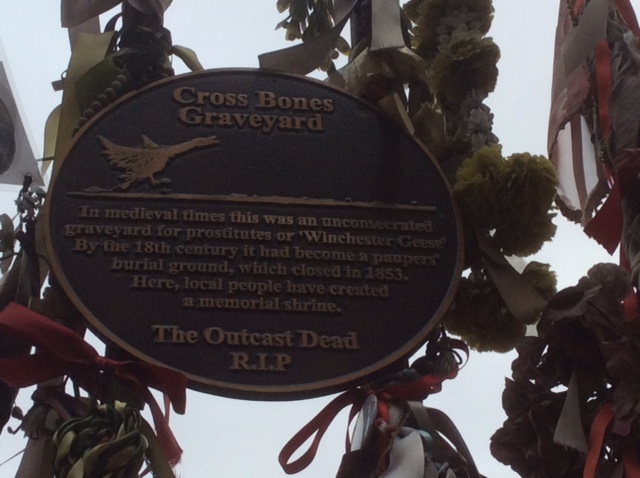 Cross Bones
Graveyard
In medieval times this was an unconsecrated
graveyard for prostitutes or 'Winchester Geese'
By the 18th century it had become a paupers'
burial ground, which closed in 1853.
Here, local people have created
a memorial shrine.
The Outcast Dead
R.I.P